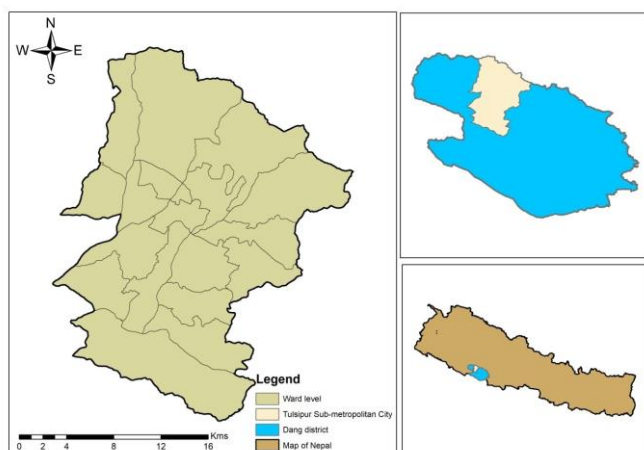 N
W E
S
Legend
Ward level
Tulsipur Sub-metropolitan City
Dang district
Map of Nepal
Kms
0 2 4 8 12 16